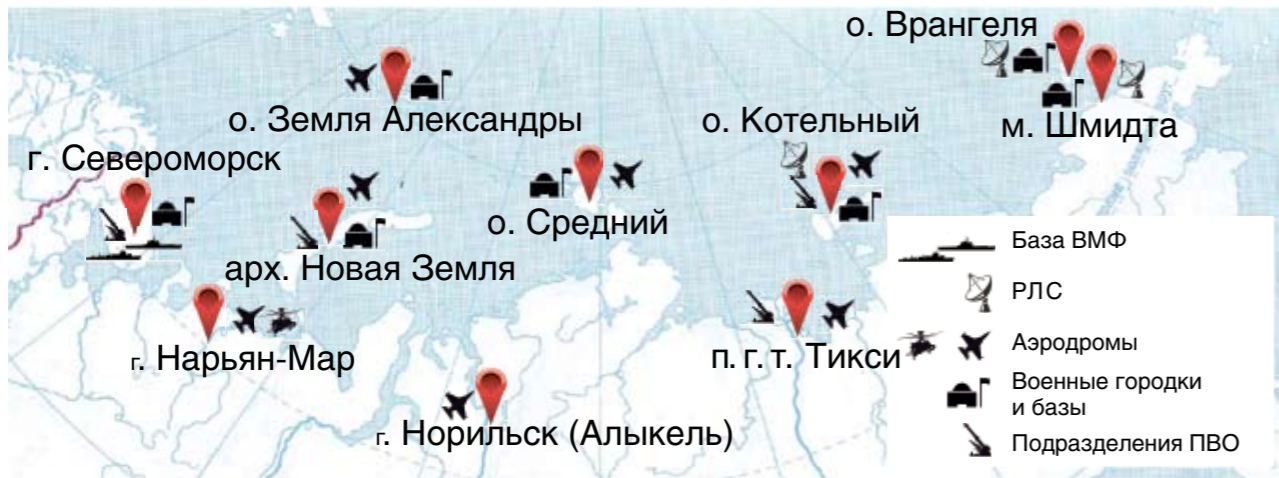 о. Врангеля
о. Земля Александры
о. Котельный
м. Шмидта
г. Североморск
о. Средний
арх. Новая Земля
г. Нарьян-Мар
п. г. т. Тикси
г. Норильск (Алыкель)
База ВМФ
РЛС
Аэродромы
Военные городки
и базы
Подразделения ПВО